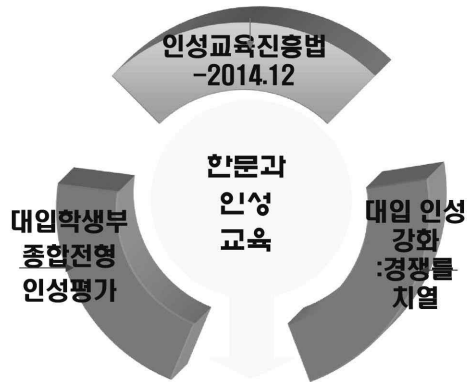 인성교육진흥법
-2014.12
한문과
인성
교육
대입학생부
종합전형
인성평가
대입 인성
강화
:경쟁률
치열